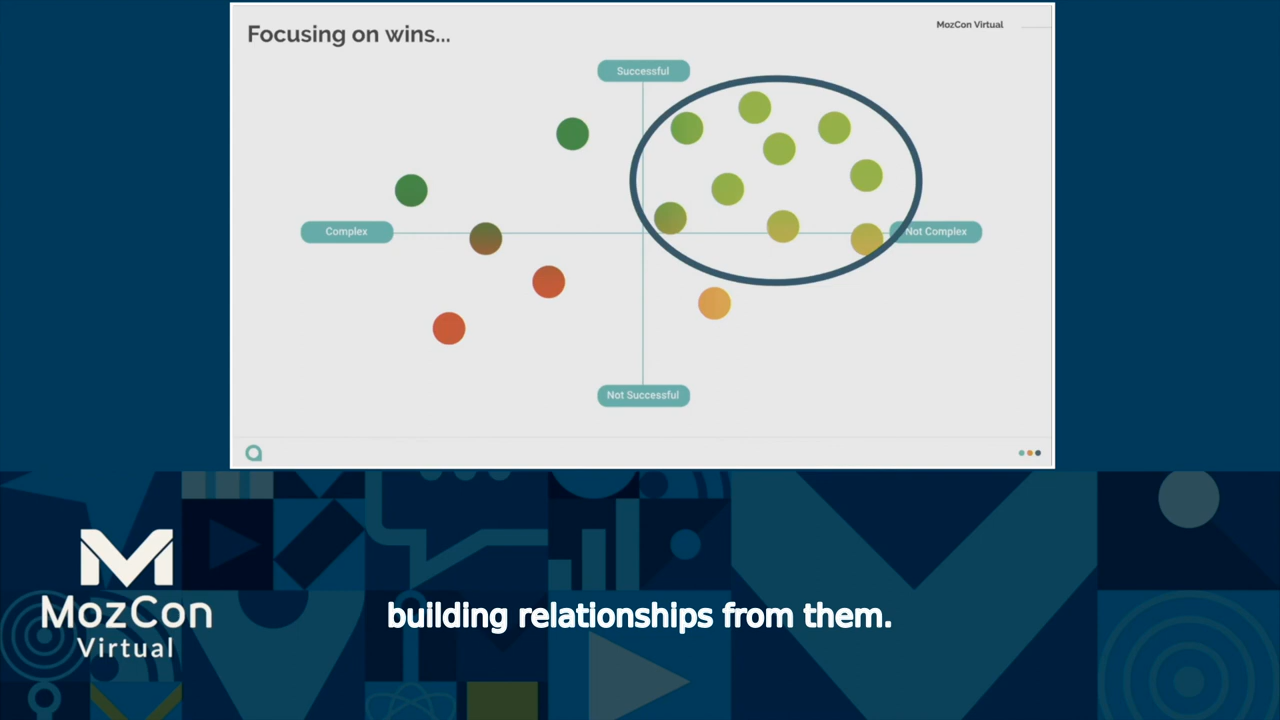 Focusing on wins...
MozCon Virtual
Successful
Complex
Not Complex
Not Successful
MozCon
Virtual
building relationships from them.